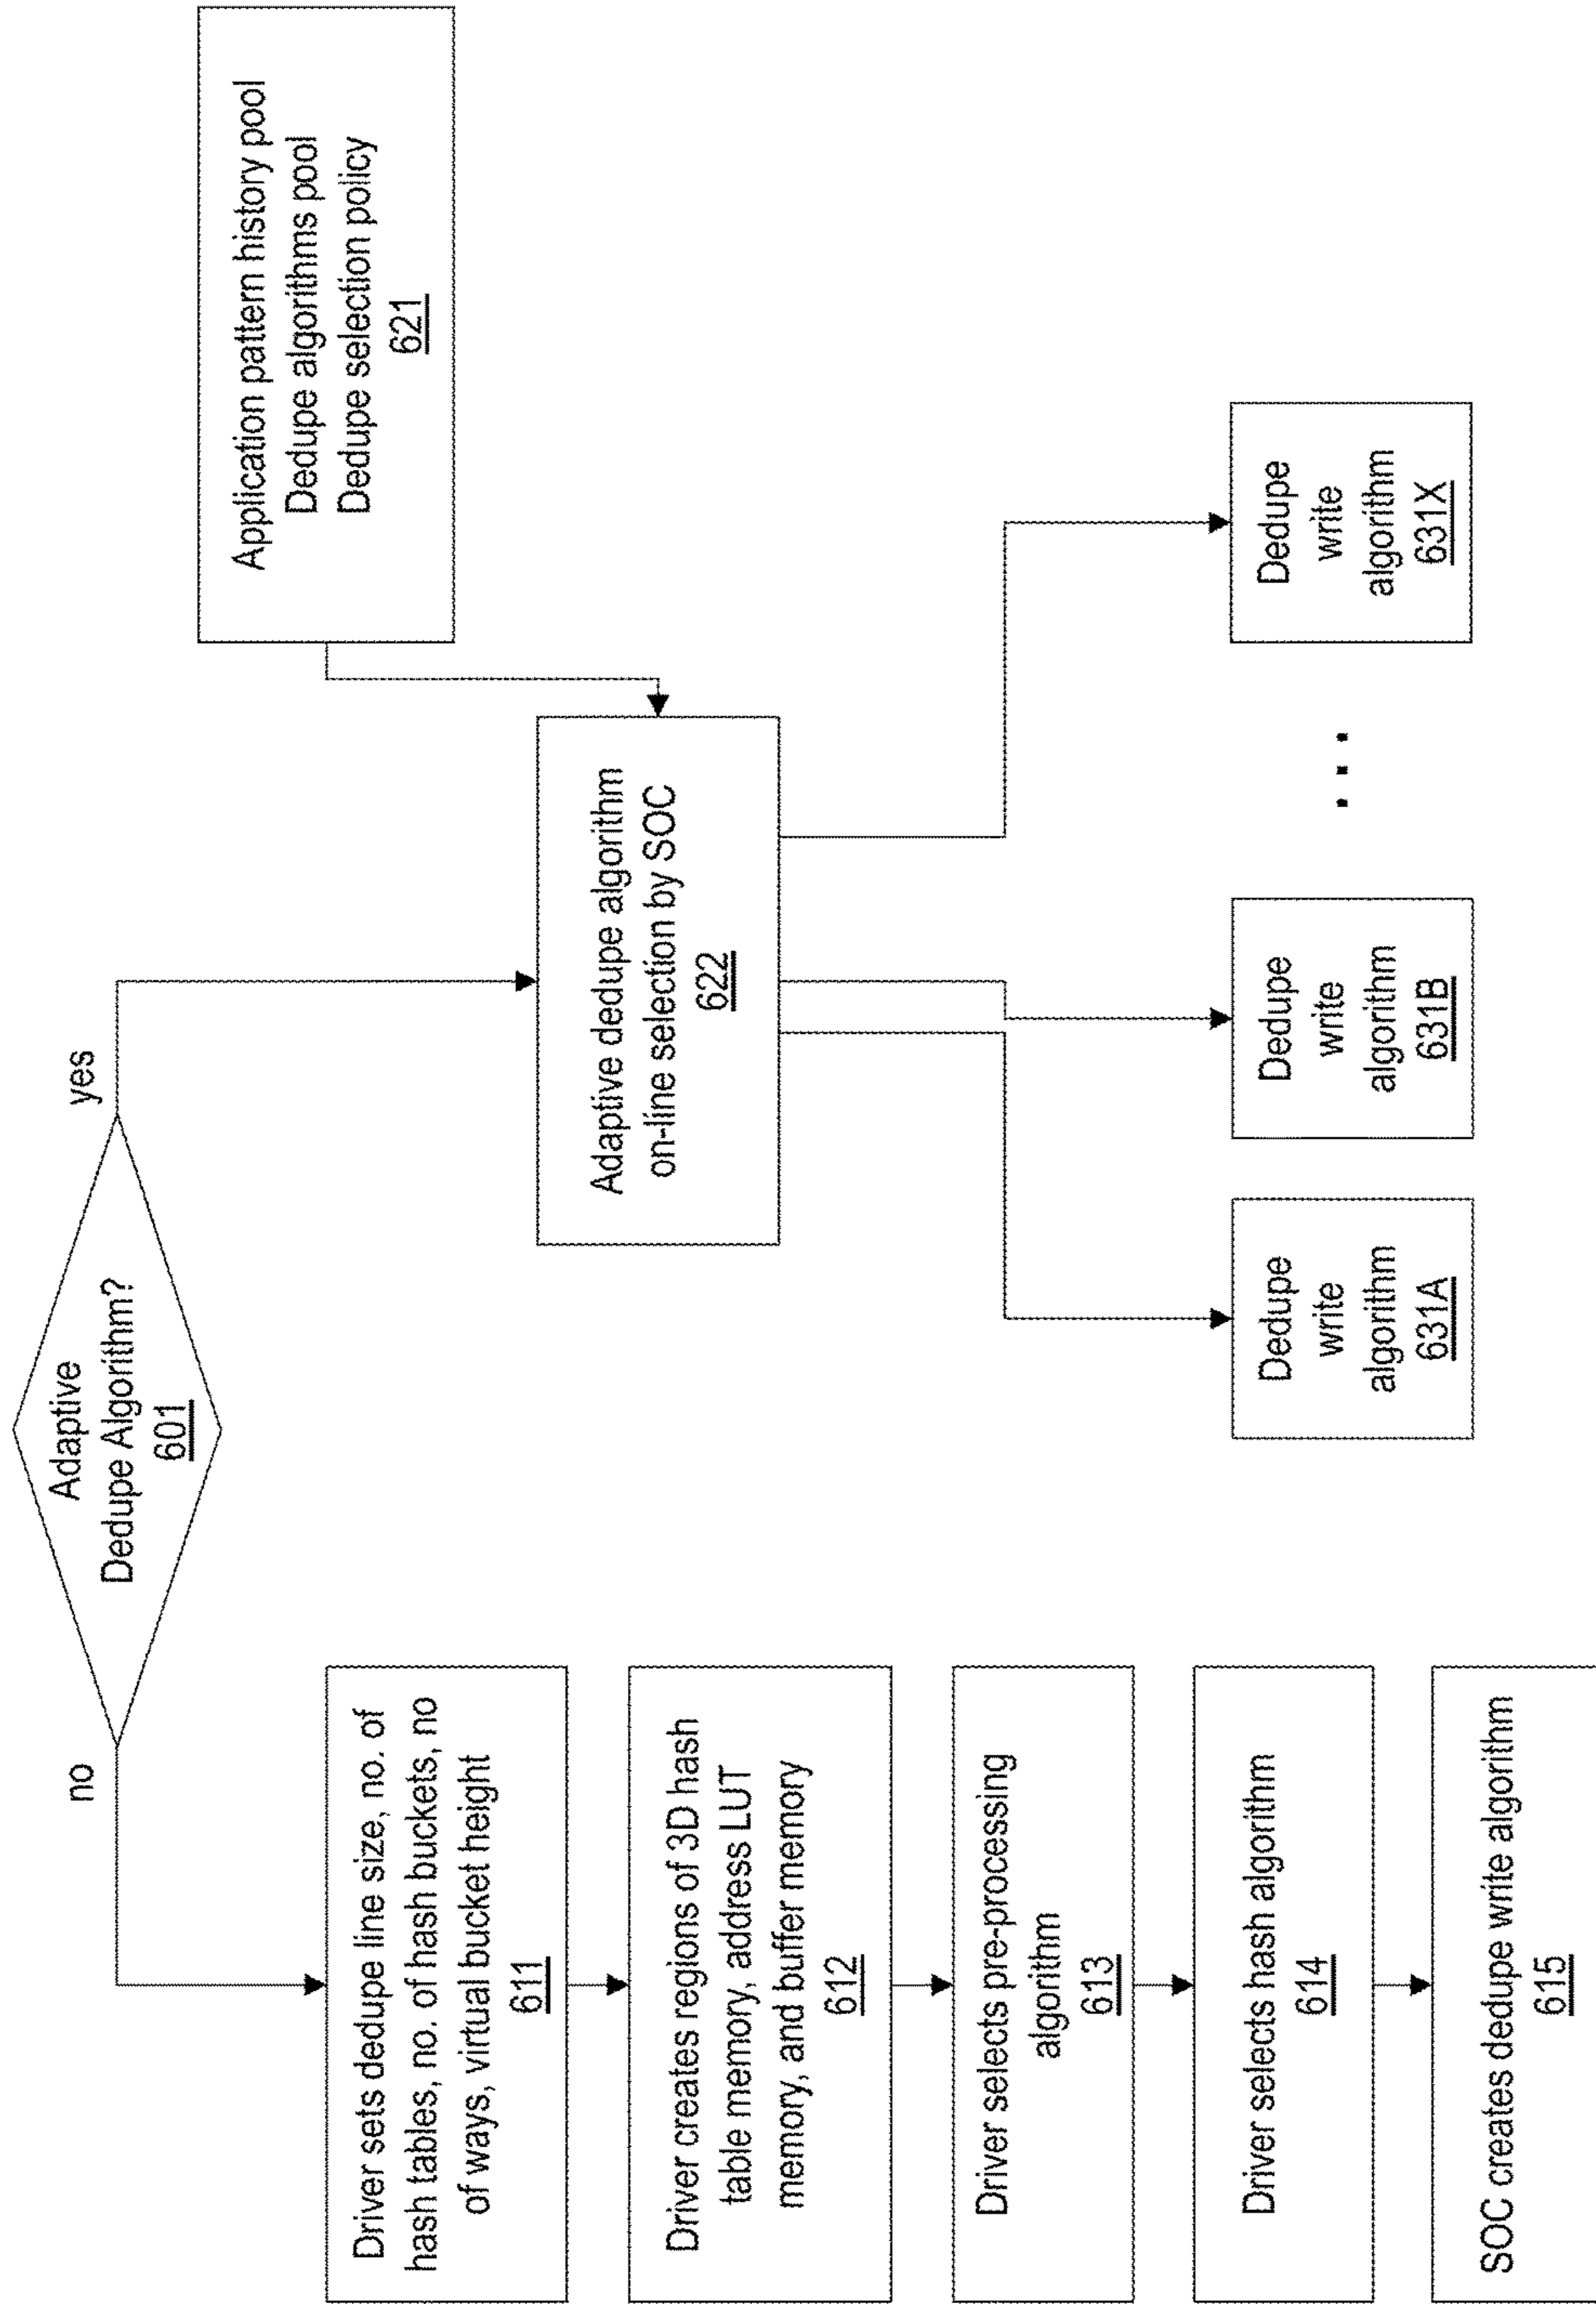 Adaptive
Dedupe Algorithm?
601
no
yes
Driver sets dedupe line size, no. of
hash tables, no. of hash buckets, no
of ways, virtual bucket height
611
Driver creates regions of 3D hash
table memory, address LUT
memory, and buffer memory
612
Driver selects pre-processing
algorithm
613
Driver selects hash algorithm
614
SOC creates dedupe write algorithm
615
Application pattern history pool
Dedupe algorithms pool
Dedupe selection policy
621
Adaptive dedupe algorithm
on-line selection by SOC
622
Dedupe
write
algorithm
631A
Dedupe
write
algorithm
631B
. . .
Dedupe
write
algorithm
631X